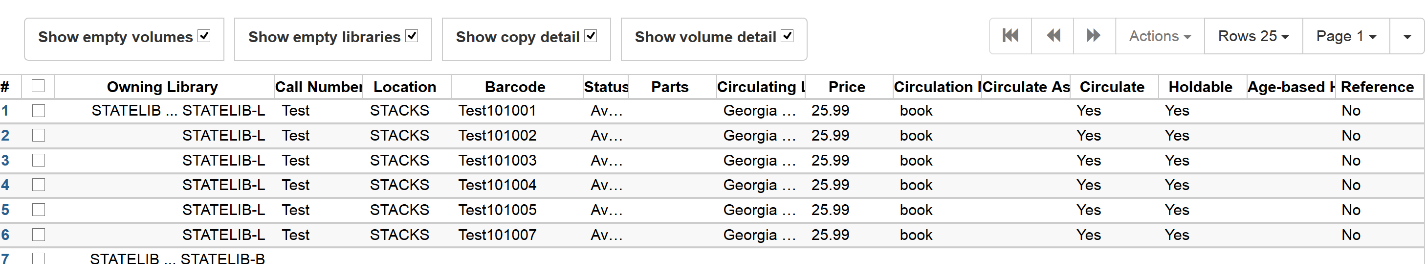 Show empty volumes Show empty libraries Show copy detail Show volume detail Actions Rows 25 Page 1
# Owning Library Call Number Location Barcode Status Parts Circulating L Price Circulation Circulate As Circulate Holdable Age-based H Reference
1 STATELIB ... STATELIB-L Test STACKS Test101001 Av... Georgia ... 25.99 book Yes Yes No
2 STATELIB-L Test STACKS Test101002 Av... Georgia ... 25.99 book Yes Yes No
3 STATELIB-L Test STACKS Test101003 Av... Georgia ... 25.99 book Yes Yes No
4 STATELIB-L Test STACKS Test101004 Av... Georgia ... 25.99 book Yes Yes No
5 STATELIB-L Test STACKS Test101005 Av... Georgia ... 25.99 book Yes Yes No
6 STATELIB-L Test STACKS Test101007 Av... Georgia ... 25.99 book Yes Yes No
7 STATELIB ... STATELIB-B